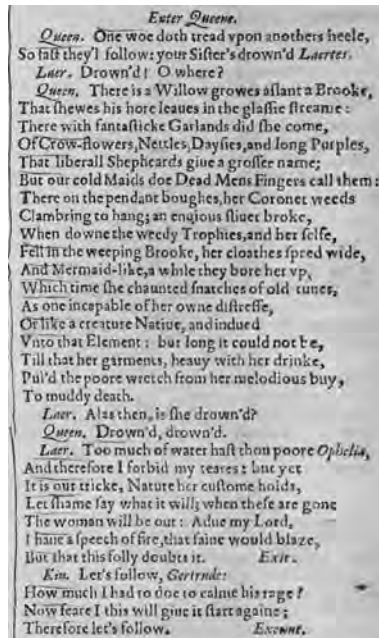 Enter Queene.
Queen. One woe doth tread vpon anothers heele,
So fast they'l follow: your Sister's drown'd Laertes.
Laer. Drown'd! O where?
Queen. There is a Willow growes aslant a Brooke,
That shewes his hore leaues in the glassie streame:
There with fantasticke Garlands did she come,
Of Crow-flowers, Nettles, Daysies, and long Purples,
That liberall Shepheards giue a grosser name;
But our cold Maids doe Dead Mens Fingers call them:
There on the pendant boughes, her Coronet weeds
Clambring to hang; an enuious sliuer broke,
When downe the weedy Trophies, and her selfe,
Fell in the weeping Brooke, her cloathes spred wide,
And Mermaid-like, a while they bore her vp,
Which time she chaunted snatches of old tunes,
As one incapable of her owne distresse,
Or like a creature Natiue, and indued
Vnto that Element: but long it could not be,
Till that her garments, heauy with her drinke,
Pul'd the poore wretch from her melodious buy,
To muddy death.
Laer. Alas then, is she drown'd?
Queen. Drown'd, drown'd.
Laer. Too much of water hast thou poore Ophelia,
And therefore I forbid my teares: but yet
It is our tricke, Nature her custome holds,
Let shame say what it will; when these are gone
The woman will be out: Adue my Lord,
I haue a speech of fire, that faine would blaze,
But that this folly doubts it. Exit.
Kin. Let's follow, Gertrude:
How much I had to doe to calme his rage?
Now feare I this will giue it start againe;
Therefore let's follow. Exeunt.